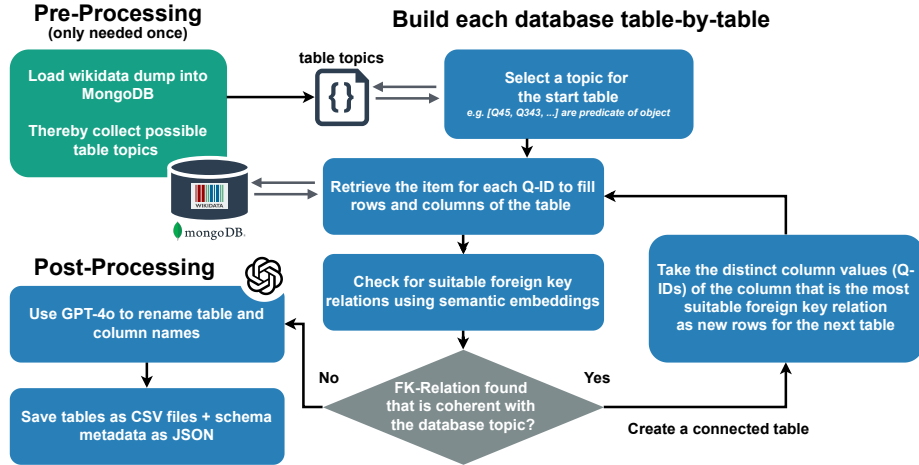 Pre-Processing
(only needed once)
Load wikidata dump into
MongoDB
Thereby collect possible
table topics
Build each database table-by-table
table topics
{}
Select a topic for
the start table
e.g. [Q45, Q343, ...] are predicate of object
WIKIDATA
mongoDB.
Retrieve the item for each Q-ID to fill
rows and columns of the table
Check for suitable foreign key
relations using semantic embeddings
Take the distinct column values (Q-
IDs) of the column that is the most
suitable foreign key relation
as new rows for the next table
FK-Relation found
that is coherent with
the database topic?
No
Yes
Create a connected table
Post-Processing
Use GPT-4o to rename table and
column names
Save tables as CSV files + schema
metadata as JSON